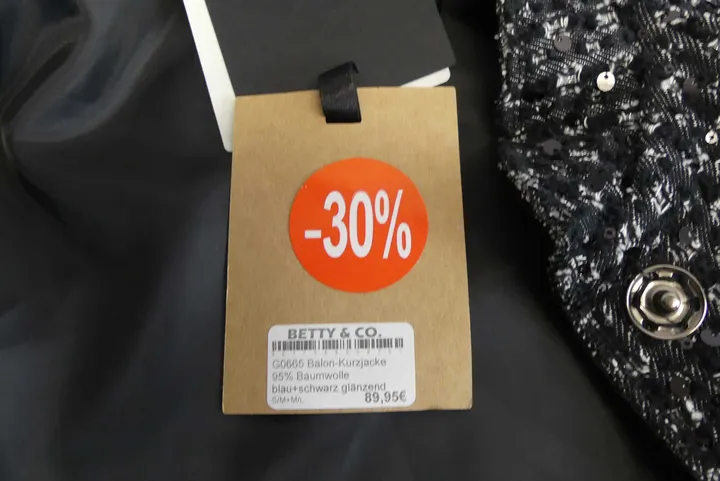 -30%
BETTY & CO.
G0665 Balon-Kurzjacke
95% Baumwolle
blau+schwarz glänzend
S/M+M/L 89,95€